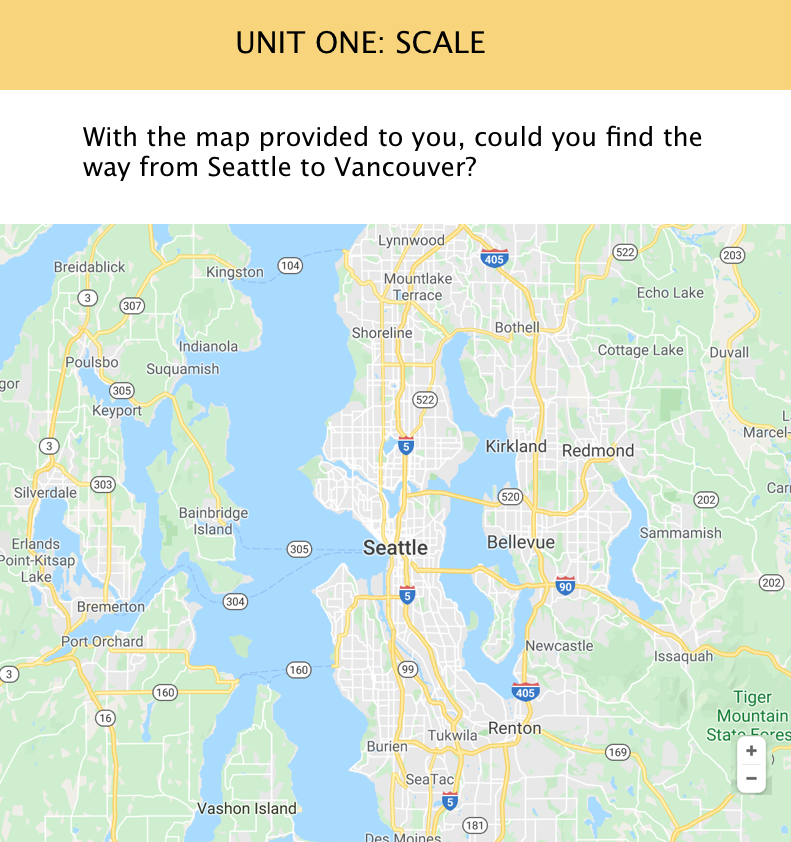 UNIT ONE: SCALE
With the map provided to you, could you find the
way from Seattle to Vancouver?
Lynnwood
405
522
203
104
Breidablick
Kingston
Mountlake
Terrace
Echo Lake
3
307
Bothell
Shoreline
Indianola
Cottage Lake
Duvall
Poulsbo
Suquamish
gor
305
522
Keyport
L
Marcel-
3
5
Kirkland
Redmond
303
Silverdale
520
202
Car
Bainbridge
Island
Sammamish
Erlands
Point-Kitsap
Lake
305
Seattle
Bellevue
90
202
5
304
Bremerton
Port Orchard
Newcastle
Issaquah
3
160
99
160
405
Tiger
Mountain
State Fores
16
Renton
Tukwila
Burien
169
+
SeaTac
−
5
Vashon Island
181
Des Moines